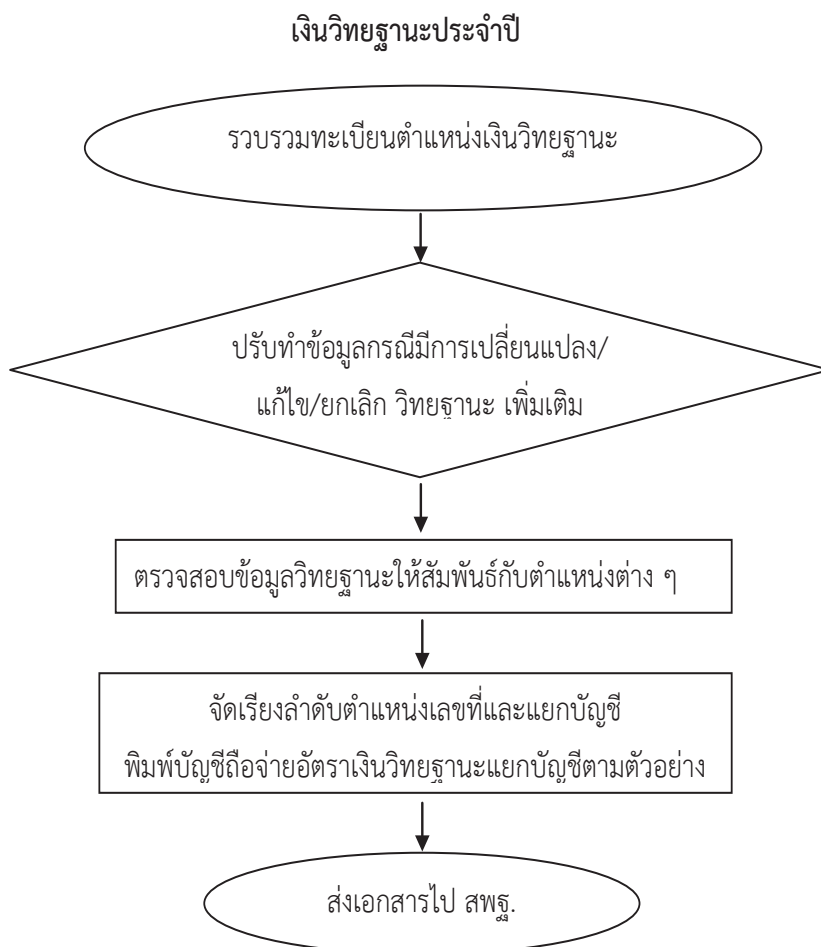 เงินวิทยฐานะประจำปี
รวบรวมทะเบียนตำแหน่งเงินวิทยฐานะ
ปรับทำข้อมูลกรณีมีการเปลี่ยนแปลง/
แก้ไข/ยกเลิก วิทยฐานะ เพิ่มเติม
ตรวจสอบข้อมูลวิทยฐานะให้สัมพันธ์กับตำแหน่งต่าง ๆ
จัดเรียงลำดับตำแหน่งเลขที่และแยกบัญชี
พิมพ์บัญชีถือจ่ายอัตราเงินวิทยฐานะแยกบัญชีตามตัวอย่าง
ส่งเอกสารไป สพฐ.